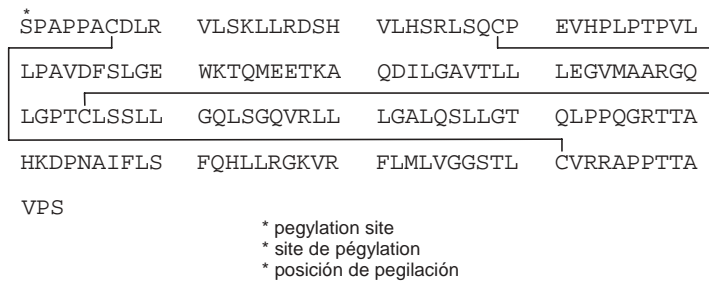 *
SPAPPACDLR VLSKLLRDSH VLHSRLSQCP EVHPLPTPVL
LPAVDFSLGE WKTQMEETKA QDILGAVTLL LEGVMAARGQ
LGPTCLSSLL GQLSGQVRLL LGALQSLLGT QLPPQGRTTA
HKDPNAIFLS FQHLLRGKVR FLMLVGGSTL CVRRAPPTTA
VPS
* pegylation site
* site de pégylation
* posición de pegilación